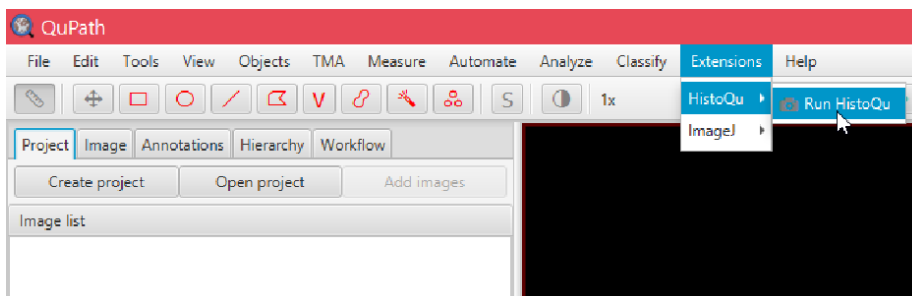 QuPath
File Edit Tools View Objects TMA Measure Automate Analyze Classify Extensions Help
V S 1x HistoQu Run HistoQu
ImageJ
Project Image Annotations Hierarchy Workflow
Create project Open project Add images
Image list